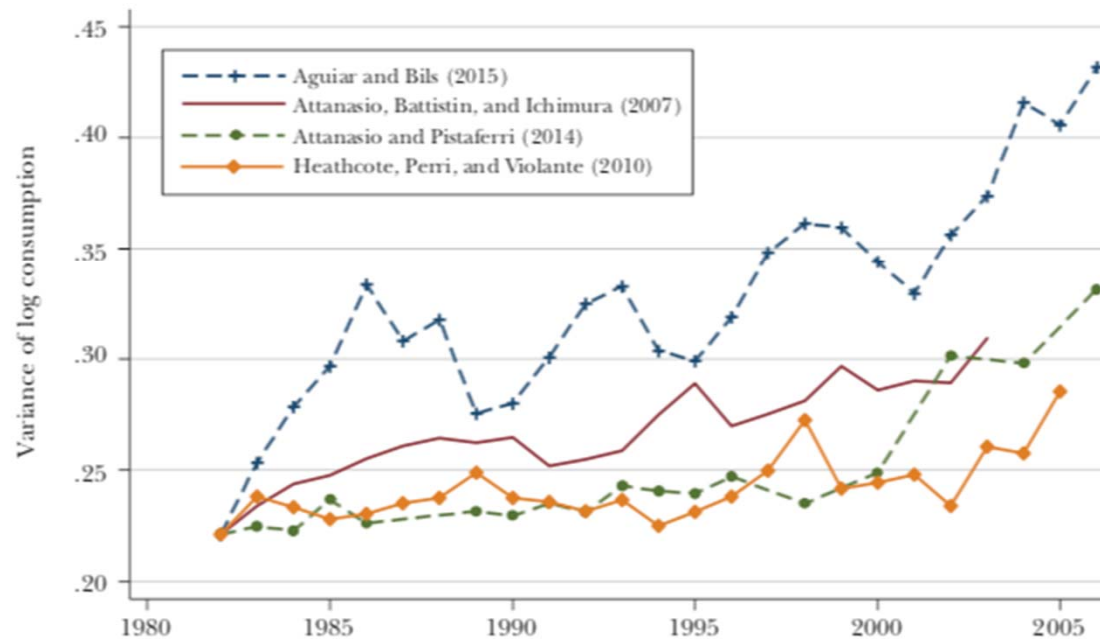 .45
.40
.35
.30
.25
.20
Variance of log consumption
Aguiar and Bils (2015)
Attanasio, Battistin, and Ichimura (2007)
Attanasio and Pistaferri (2014)
Heathcote, Perri, and Violante (2010)
1980 1985 1990 1995 2000 2005